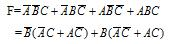 F=A̅B̅C + A̅BC̅ + AB̅C̅ + ABC
=B̅(A̅C + AC̅) + B(A̅C̅ + AC)